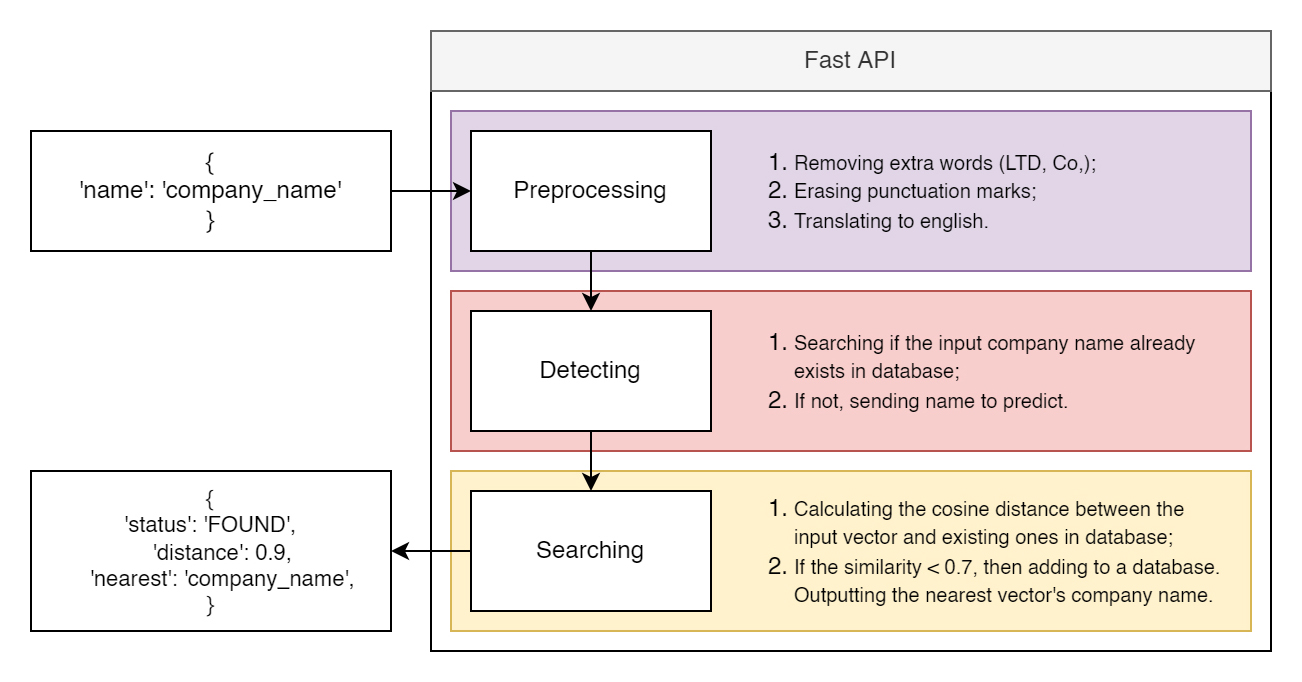 Fast API
{
'name': 'company_name'
}
Preprocessing
1. Removing extra words (LTD, Co,);
2. Erasing punctuation marks;
3. Translating to english.
Detecting
1. Searching if the input company name already
exists in database;
2. If not, sending name to predict.
Searching
1. Calculating the cosine distance between the
input vector and existing ones in database;
2. If the similarity < 0.7, then adding to a database.
Outputting the nearest vector's company name.
{
'status': 'FOUND',
'distance': 0.9,
'nearest': 'company_name',
}